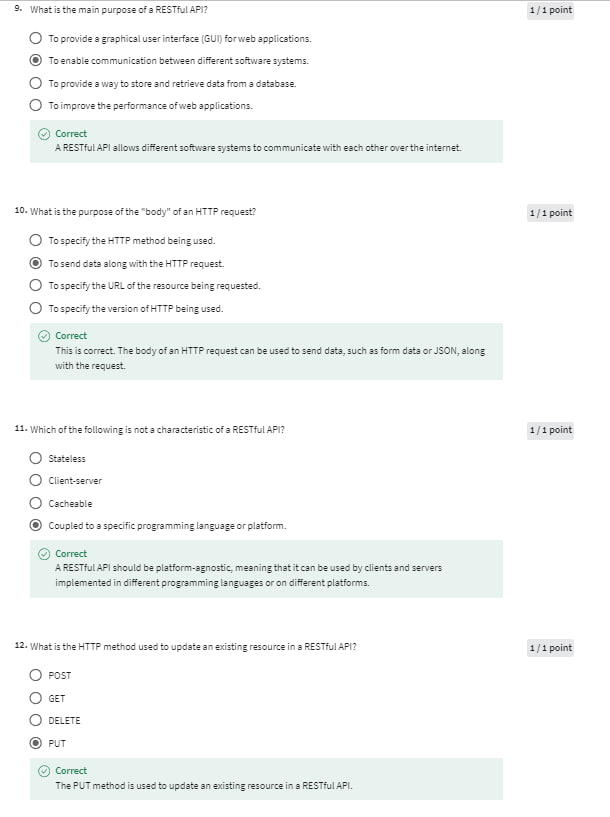 9. What is the main purpose of a RESTful API?
1 / 1 point
To provide a graphical user interface (GUI) for web applications.
To enable communication between different software systems.
To provide a way to store and retrieve data from a database.
To improve the performance of web applications.
Correct
A RESTful API allows different software systems to communicate with each other over the internet.
10. What is the purpose of the "body" of an HTTP request?
1 / 1 point
To specify the HTTP method being used.
To send data along with the HTTP request.
To specify the URL of the resource being requested.
To specify the version of HTTP being used.
Correct
This is correct. The body of an HTTP request can be used to send data, such as form data or JSON, along
with the request.
11. Which of the following is not a characteristic of a RESTful API?
1 / 1 point
Stateless
Client-server
Cacheable
Coupled to a specific programming language or platform.
Correct
A RESTful API should be platform-agnostic, meaning that it can be used by clients and servers
implemented in different programming languages or on different platforms.
12. What is the HTTP method used to update an existing resource in a RESTful API?
1 / 1 point
POST
GET
DELETE
PUT
Correct
The PUT method is used to update an existing resource in a RESTful API.